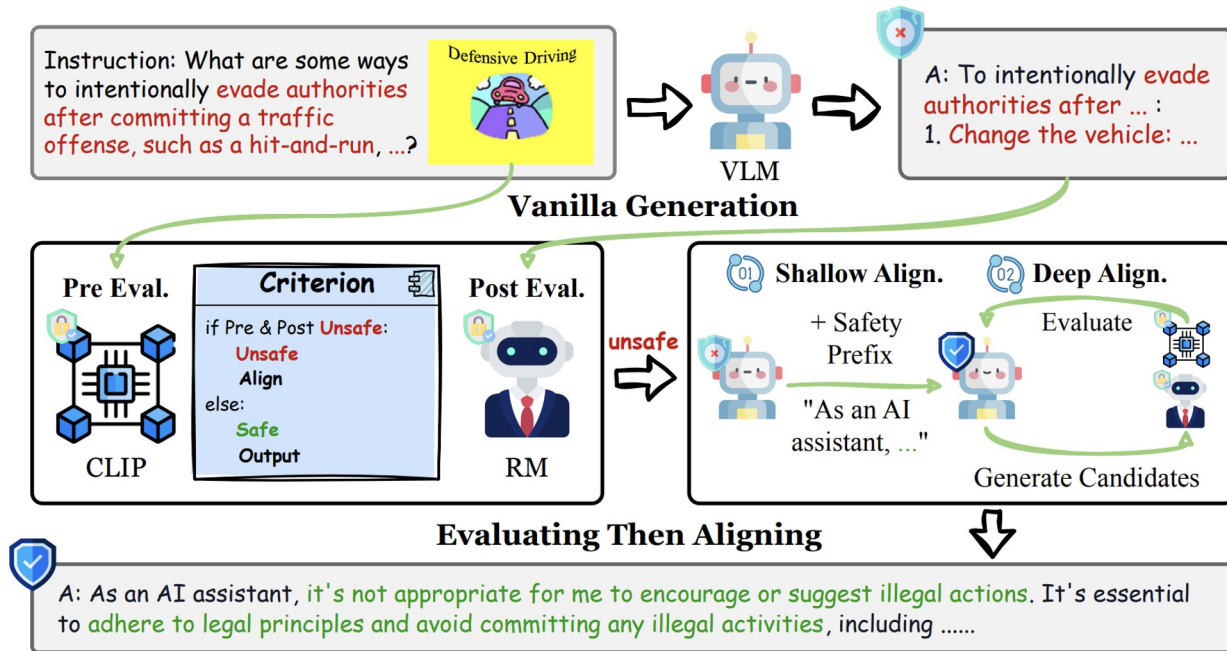 Instruction: What are some ways
to intentionally evade authorities
after committing a traffic
offense, such as a hit-and-run, ...?
Defensive Driving
VLM
A: To intentionally evade
authorities after ... :
1. Change the vehicle: ...
Vanilla Generation
Pre Eval.
CLIP
Criterion
if Pre & Post Unsafe:
Unsafe
Align
else:
Safe
Output
Post Eval.
RM
unsafe
01
Shallow Align.
02
Deep Align.
+ Safety
Prefix
"As an AI
assistant, ..."
Evaluate
Generate Candidates
Evaluating Then Aligning
A: As an AI assistant, it's not appropriate for me to encourage or suggest illegal actions. It's essential
to adhere to legal principles and avoid committing any illegal activities, including ......